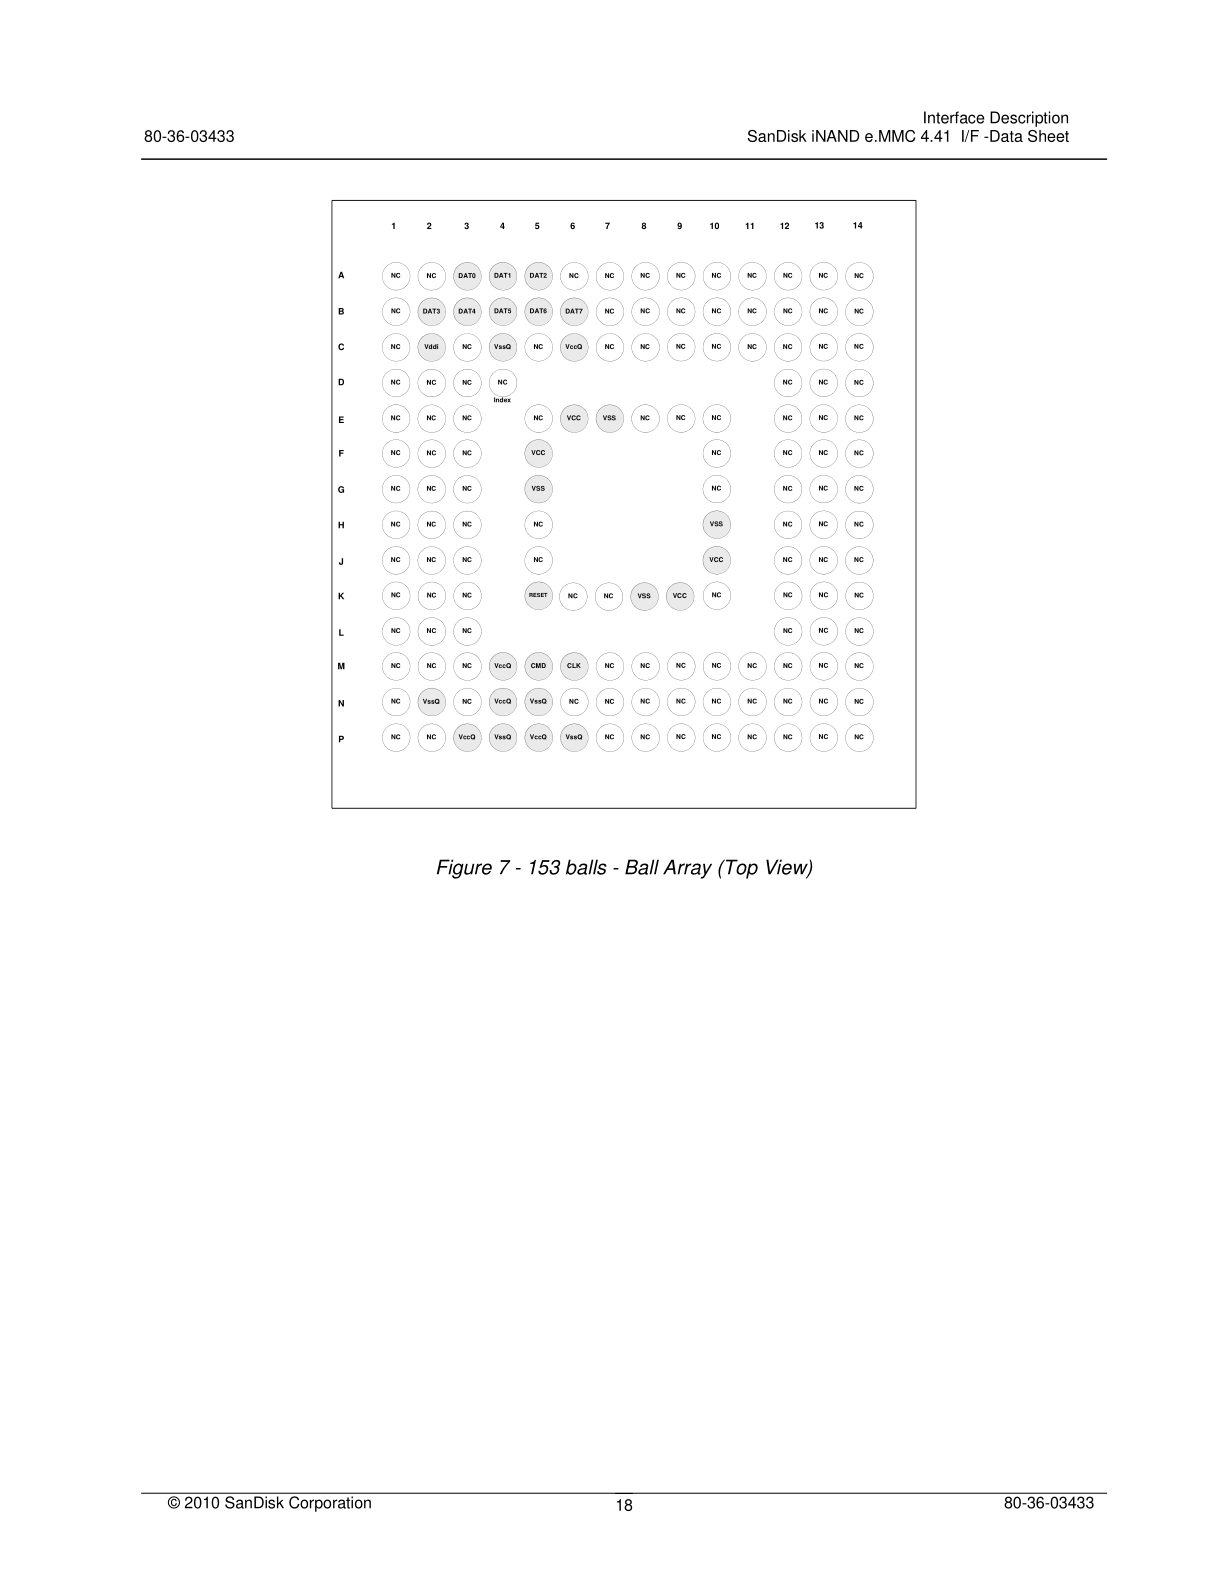 Interface Description
80-36-03433 SanDisk iNAND e.MMC 4.41 I/F -Data Sheet
1 2 3 4 5 6 7 8 9 10 11 12 13 14
A NC NC DAT0 DAT1 DAT2 NC NC NC NC NC NC NC NC NC
B NC DAT3 DAT4 DAT5 DAT6 DAT7 NC NC NC NC NC NC NC NC
C NC Vddi NC VssQ NC VccQ NC NC NC NC NC NC NC NC
D NC NC NC NC NC NC NC
Index
E NC NC NC NC VCC VSS NC NC NC NC NC NC
F NC NC NC VCC NC NC NC NC
G NC NC NC VSS NC NC NC NC
H NC NC NC NC VSS NC NC NC
J NC NC NC NC VCC NC NC NC
K NC NC NC RESET NC NC VSS VCC NC NC NC NC
L NC NC NC NC NC NC
M NC NC NC VccQ CMD CLK NC NC NC NC NC NC NC NC
N NC VssQ NC VccQ VssQ NC NC NC NC NC NC NC NC NC
P NC NC VccQ VssQ VccQ VssQ NC NC NC NC NC NC NC NC
Figure 7 - 153 balls - Ball Array (Top View)
© 2010 SanDisk Corporation 18 80-36-03433